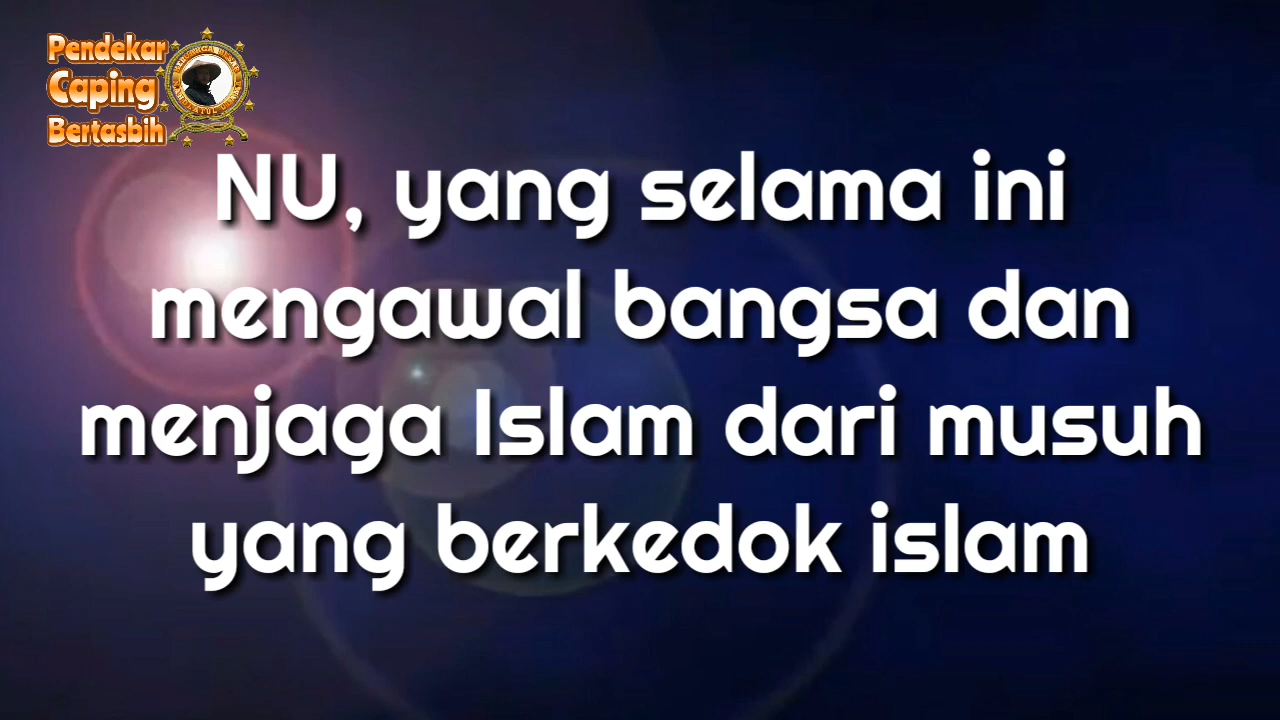 Pendekar
Caping
Bertasbih
NU, yang selama ini
mengawal bangsa dan
menjaga Islam dari musuh
yang berkedok islam